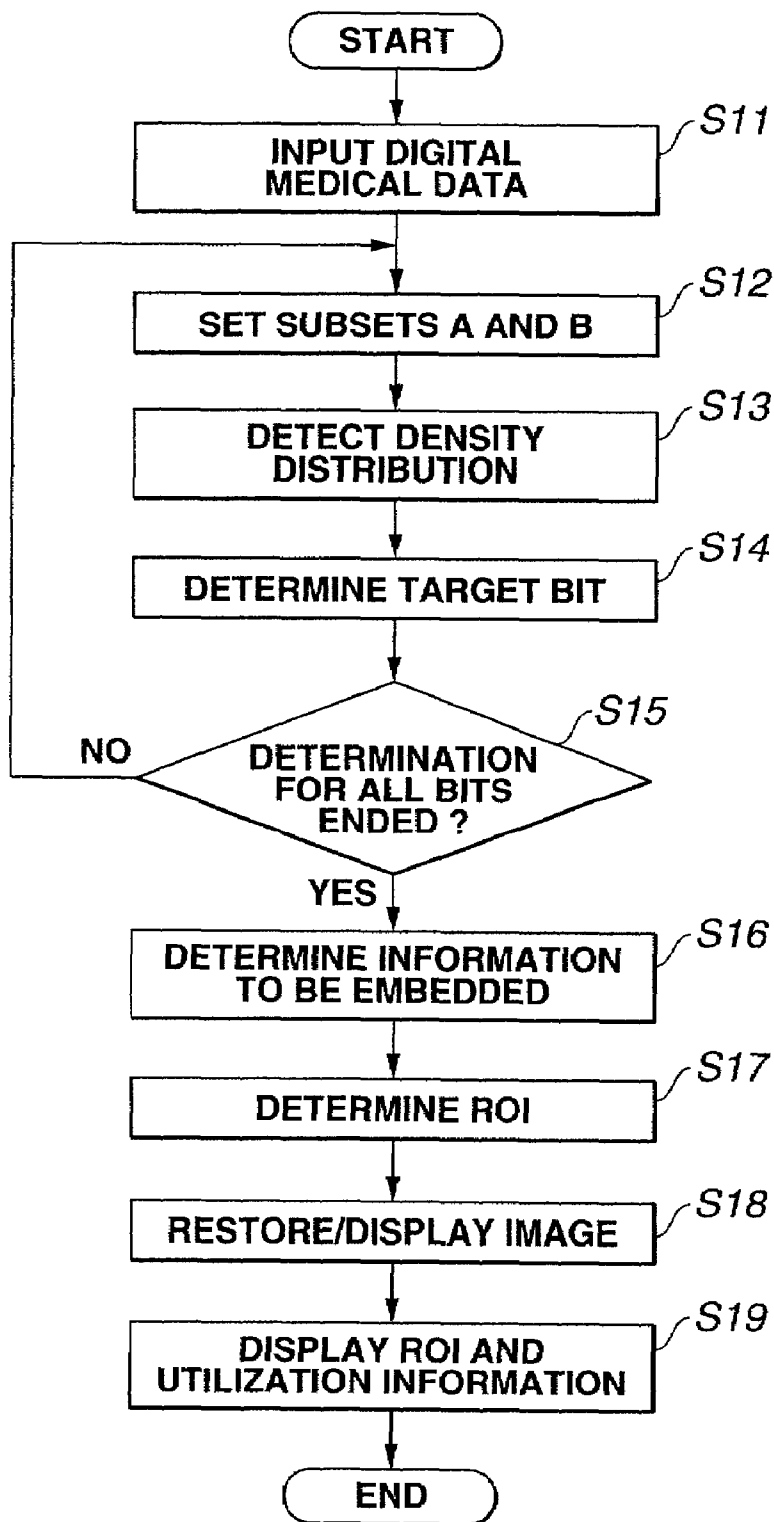 START
S11
INPUT DIGITAL
MEDICAL DATA
S12
SET SUBSETS A AND B
S13
DETECT DENSITY
DISTRIBUTION
S14
DETERMINE TARGET BIT
S15
NO
DETERMINATION
FOR ALL BITS
ENDED ?
YES
S16
DETERMINE INFORMATION
TO BE EMBEDDED
S17
DETERMINE ROI
S18
RESTORE/DISPLAY IMAGE
S19
DISPLAY ROI AND
UTILIZATION INFORMATION
END